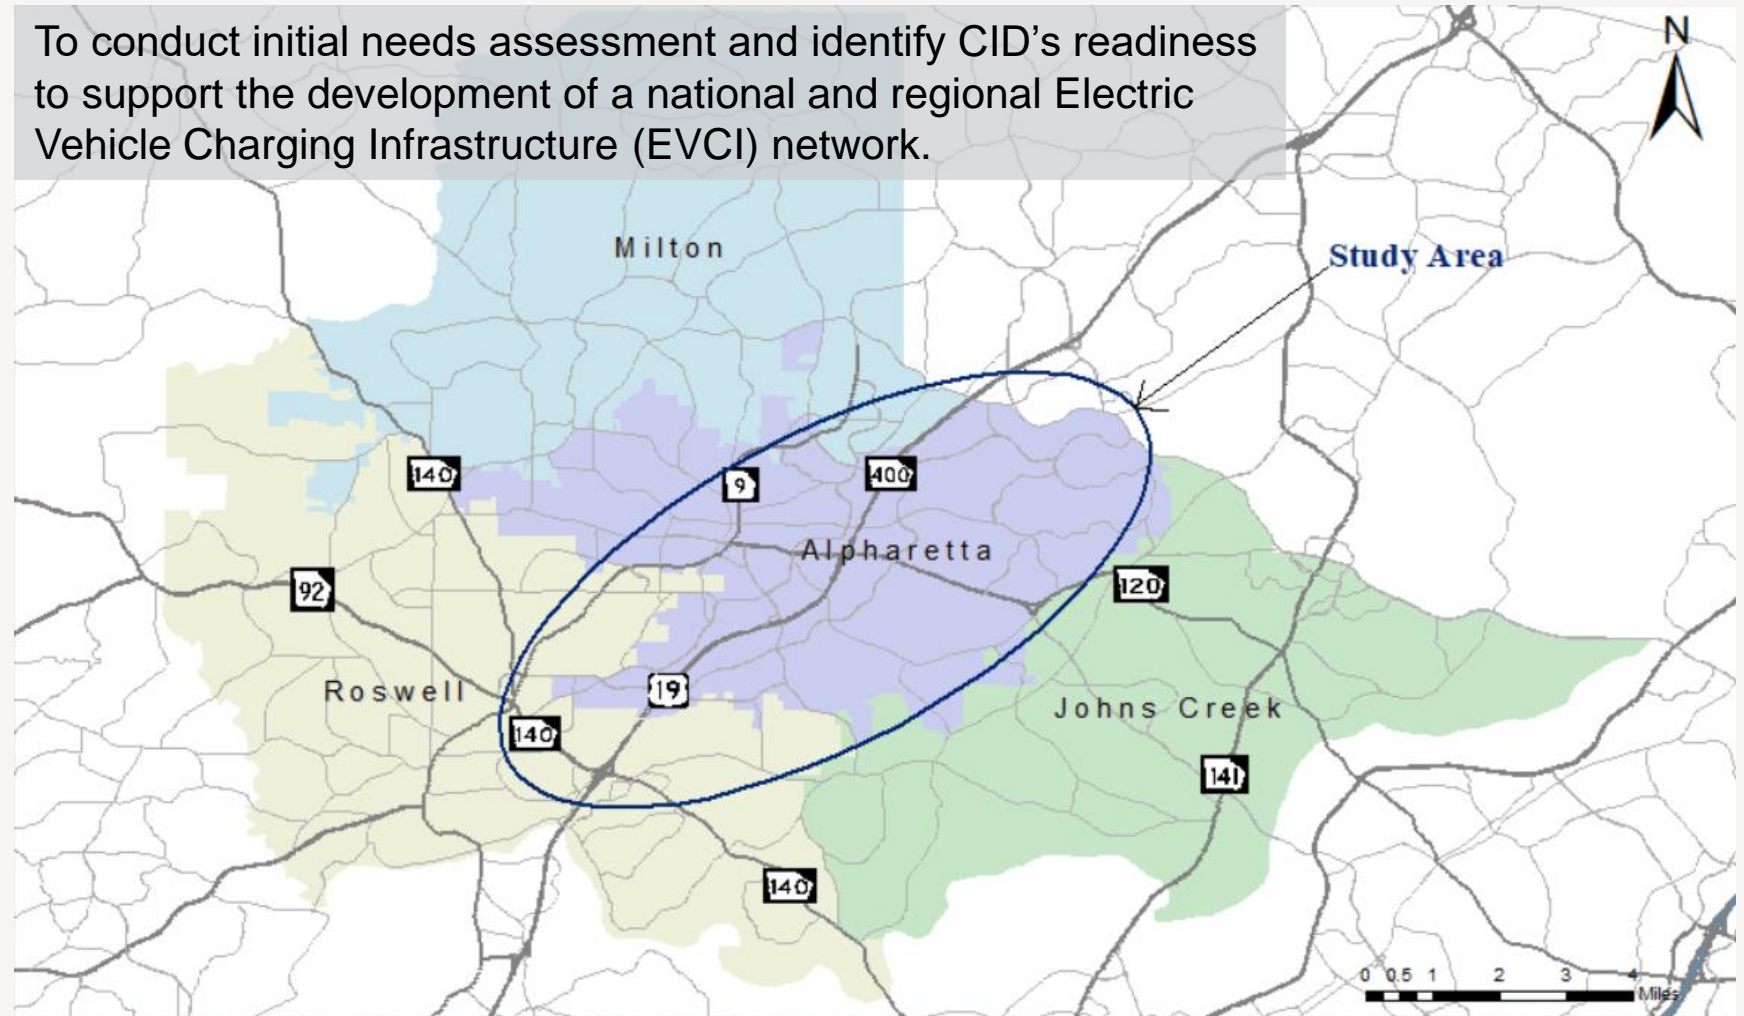 To conduct initial needs assessment and identify CID's readiness
to support the development of a national and regional Electric
Vehicle Charging Infrastructure (EVCI) network.
N
Milton
Study Area
140
9
400
Alpharetta
92
120
Roswell
19
Johns Creek
140
141
140
0 0.5 1 2 3 4
Miles